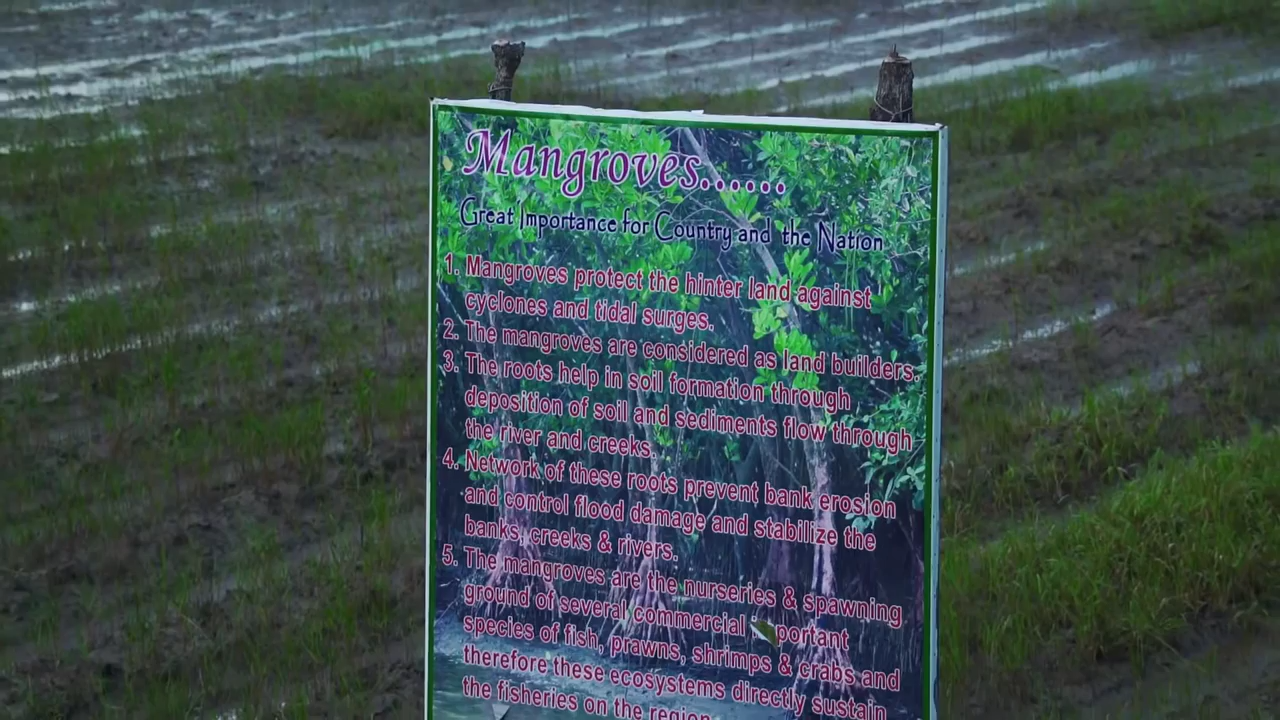 Mangroves......
Great Importance for Country and the Nation
1. Mangroves protect the hinter land against
cyclones and tidal surges.
2. The mangroves are considered as land builders.
3. The roots help in soil formation through
deposition of soil and sediments flow through
the river and creeks.
4. Network of these roots prevent bank erosion
and control flood damage and stabilize the
banks, creeks & rivers.
5. The mangroves are the nurseries & spawning
ground of several commercial portant
species of fish, prawns, shrimps & crabs and
therefore these ecosystems directly sustain
the fisheries on the region